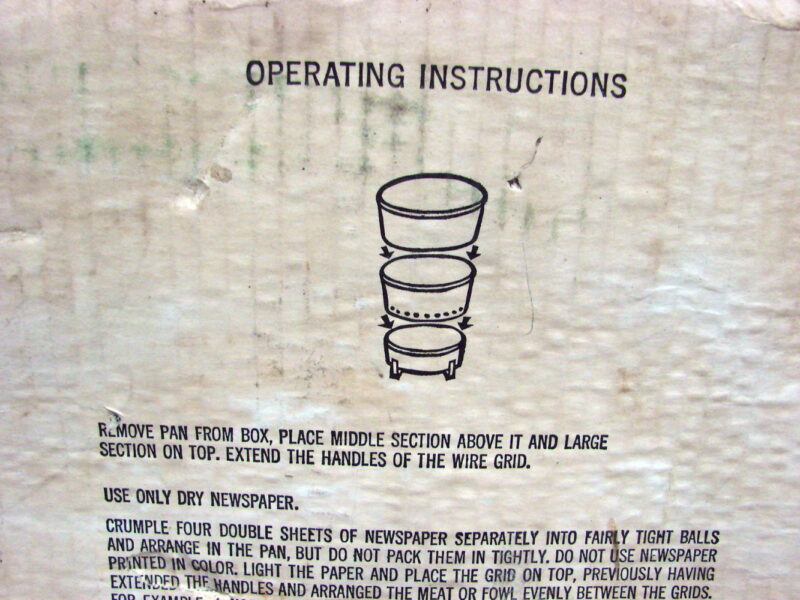 OPERATING INSTRUCTIONS
REMOVE PAN FROM BOX, PLACE MIDDLE SECTION ABOVE IT AND LARGE
SECTION ON TOP. EXTEND THE HANDLES OF THE WIRE GRID.
USE ONLY DRY NEWSPAPER.
CRUMPLE FOUR DOUBLE SHEETS OF NEWSPAPER SEPARATELY INTO FAIRLY TIGHT BALLS
AND ARRANGE IN THE PAN, BUT DO NOT PACK THEM IN TIGHTLY. DO NOT USE NEWSPAPER
PRINTED IN COLOR. LIGHT THE PAPER AND PLACE THE GRID ON TOP, PREVIOUSLY HAVING
EXTENDED THE HANDLES AND ARRANGED THE MEAT OR FOWL EVENLY BETWEEN THE GRIDS.
FOR EXAMPLE